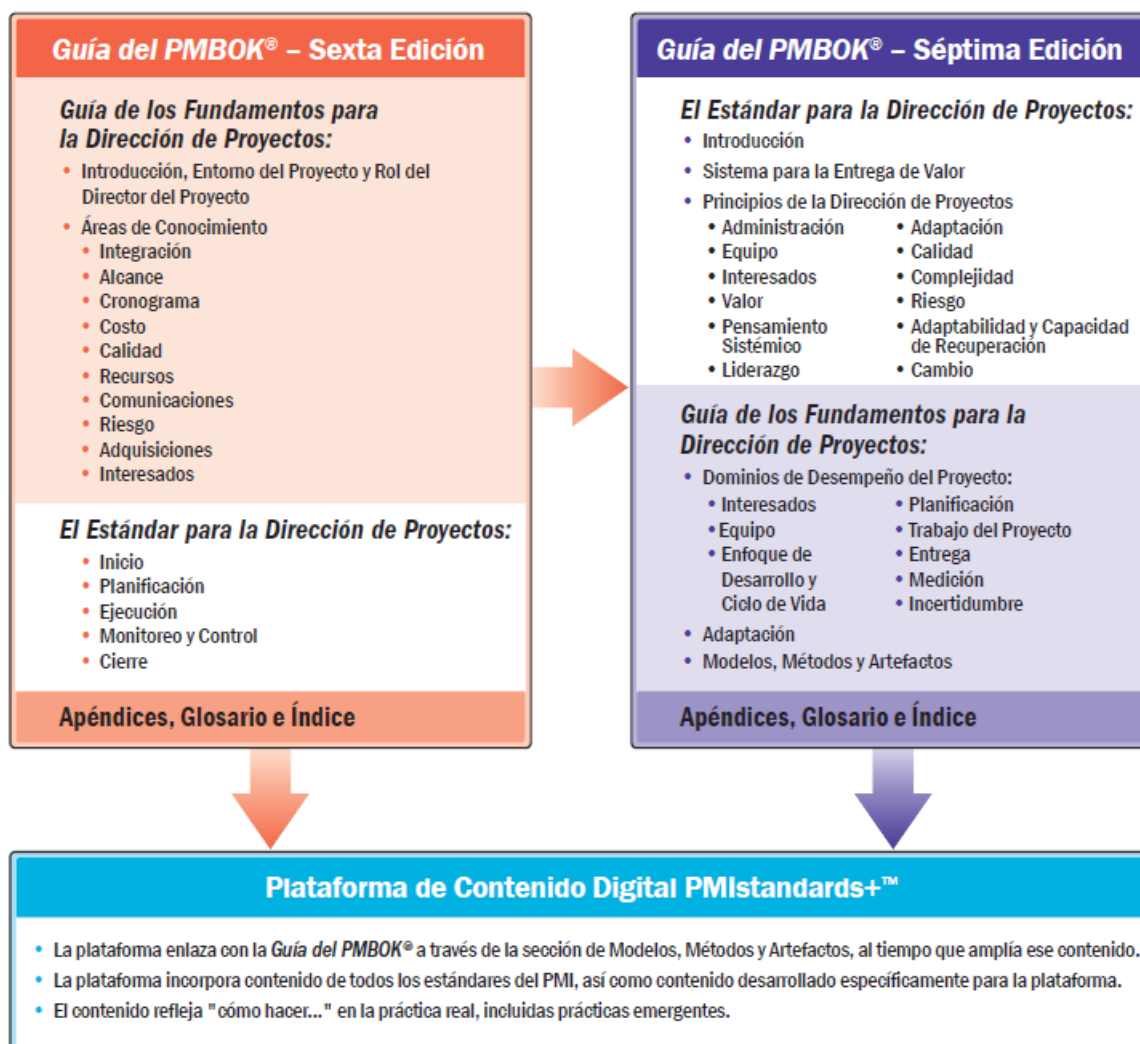 Guía del PMBOK® – Sexta Edición
Guía de los Fundamentos para
la Dirección de Proyectos:
• Introducción, Entorno del Proyecto y Rol del
Director del Proyecto
• Áreas de Conocimiento
• Integración
• Alcance
• Cronograma
• Costo
• Calidad
• Recursos
• Comunicaciones
• Riesgo
• Adquisiciones
• Interesados
El Estándar para la Dirección de Proyectos:
• Inicio
• Planificación
• Ejecución
• Monitoreo y Control
• Cierre
Apéndices, Glosario e Índice
Guía del PMBOK® – Séptima Edición
El Estándar para la Dirección de Proyectos:
• Introducción
• Sistema para la Entrega de Valor
• Principios de la Dirección de Proyectos
• Administración
• Equipo
• Interesados
• Valor
• Pensamiento
Sistémico
• Liderazgo
• Adaptación
• Calidad
• Complejidad
• Riesgo
• Adaptabilidad y Capacidad
de Recuperación
• Cambio
Guía de los Fundamentos para la
Dirección de Proyectos:
• Dominios de Desempeño del Proyecto:
• Interesados
• Equipo
• Enfoque de
Desarrollo y
Ciclo de Vida
• Planificación
• Trabajo del Proyecto
• Entrega
• Medición
• Incertidumbre
• Adaptación
• Modelos, Métodos y Artefactos
Apéndices, Glosario e Índice
Plataforma de Contenido Digital PMIstandards+™
• La plataforma enlaza con la Guía del PMBOK® a través de la sección de Modelos, Métodos y Artefactos, al tiempo que amplía ese contenido.
• La plataforma incorpora contenido de todos los estándares del PMI, así como contenido desarrollado específicamente para la plataforma.
• El contenido refleja "cómo hacer..." en la práctica real, incluidas prácticas emergentes.